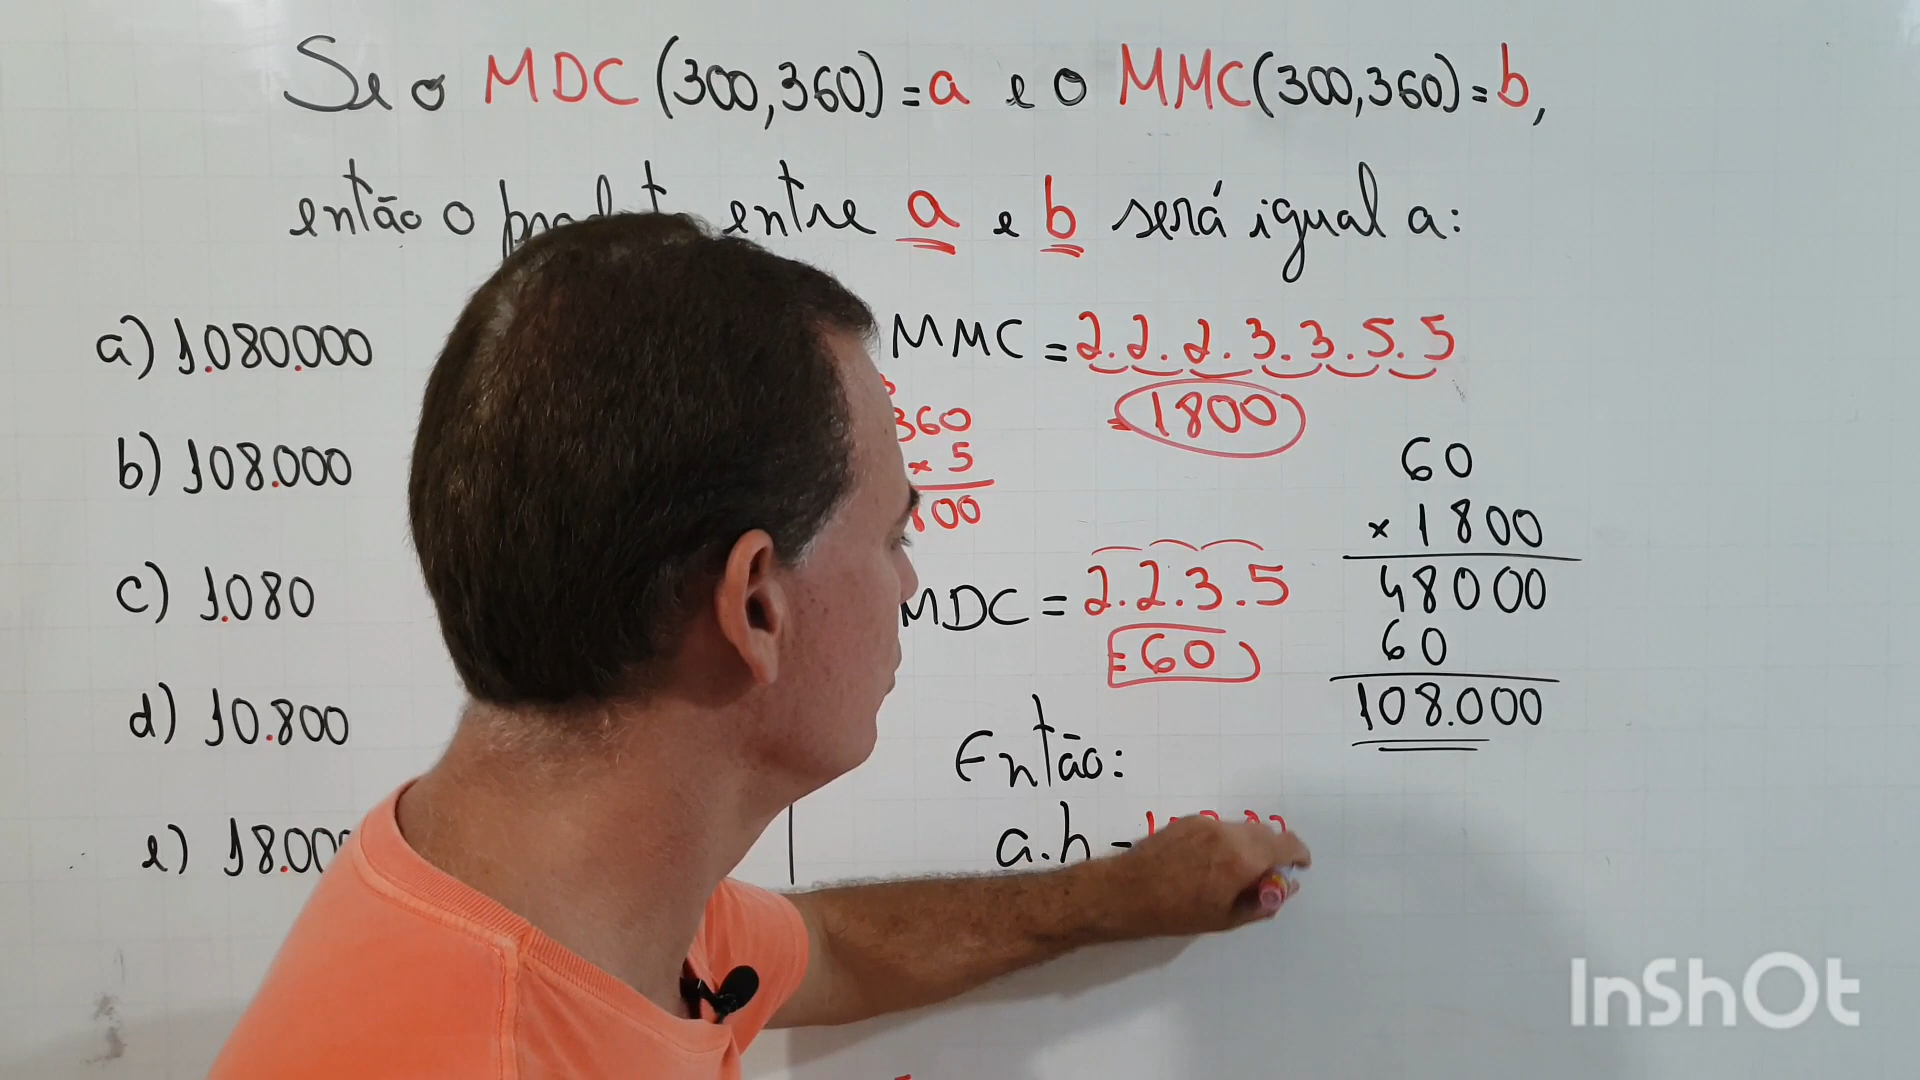 Se o MDC (300,360) = a e o MMC(300,360) = b,
então o entre a e b será igual a:
a) 1.080.000
b) 108.000
c) 1.080
d) 10.800
e) 18.00
MMC = 2.2.2.3.3.5.5
= 1800
360
x 5
800
MDC = 2.2.3.5
= 60
60
x 1800
48000
60
108.000
Então:
a.b =
InShOt